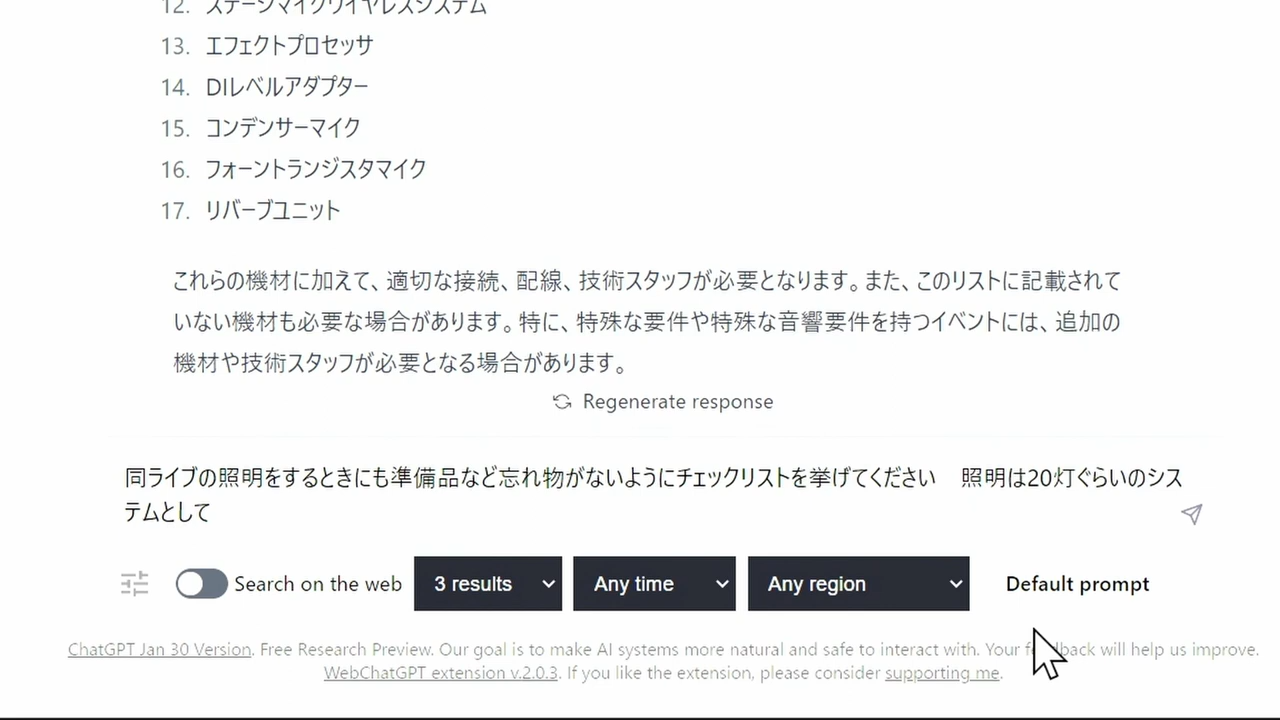 12. ステージマイクワイヤレスシステム
13. エフェクトプロセッサ
14. DIレベルアダプター
15. コンデンサーマイク
16. フォーントランジスタマイク
17. リバーブユニット
これらの機材に加えて、適切な接続、配線、技術スタッフが必要となります。また、このリストに記載されて
いない機材も必要な場合があります。特に、特殊な要件や特殊な音響要件を持つイベントには、追加の
機材や技術スタッフが必要となる場合があります。
Regenerate response
同ライブの照明をするときにも準備品など忘れ物がないようにチェックリストを挙げてください　照明は20灯ぐらいのシス
テムとして
Search on the web 3 results Any time Any region Default prompt
ChatGPT Jan 30 Version. Free Research Preview. Our goal is to make AI systems more natural and safe to interact with. Your feedback will help us improve.
WebChatGPT extension v.2.0.3. If you like the extension, please consider supporting me.